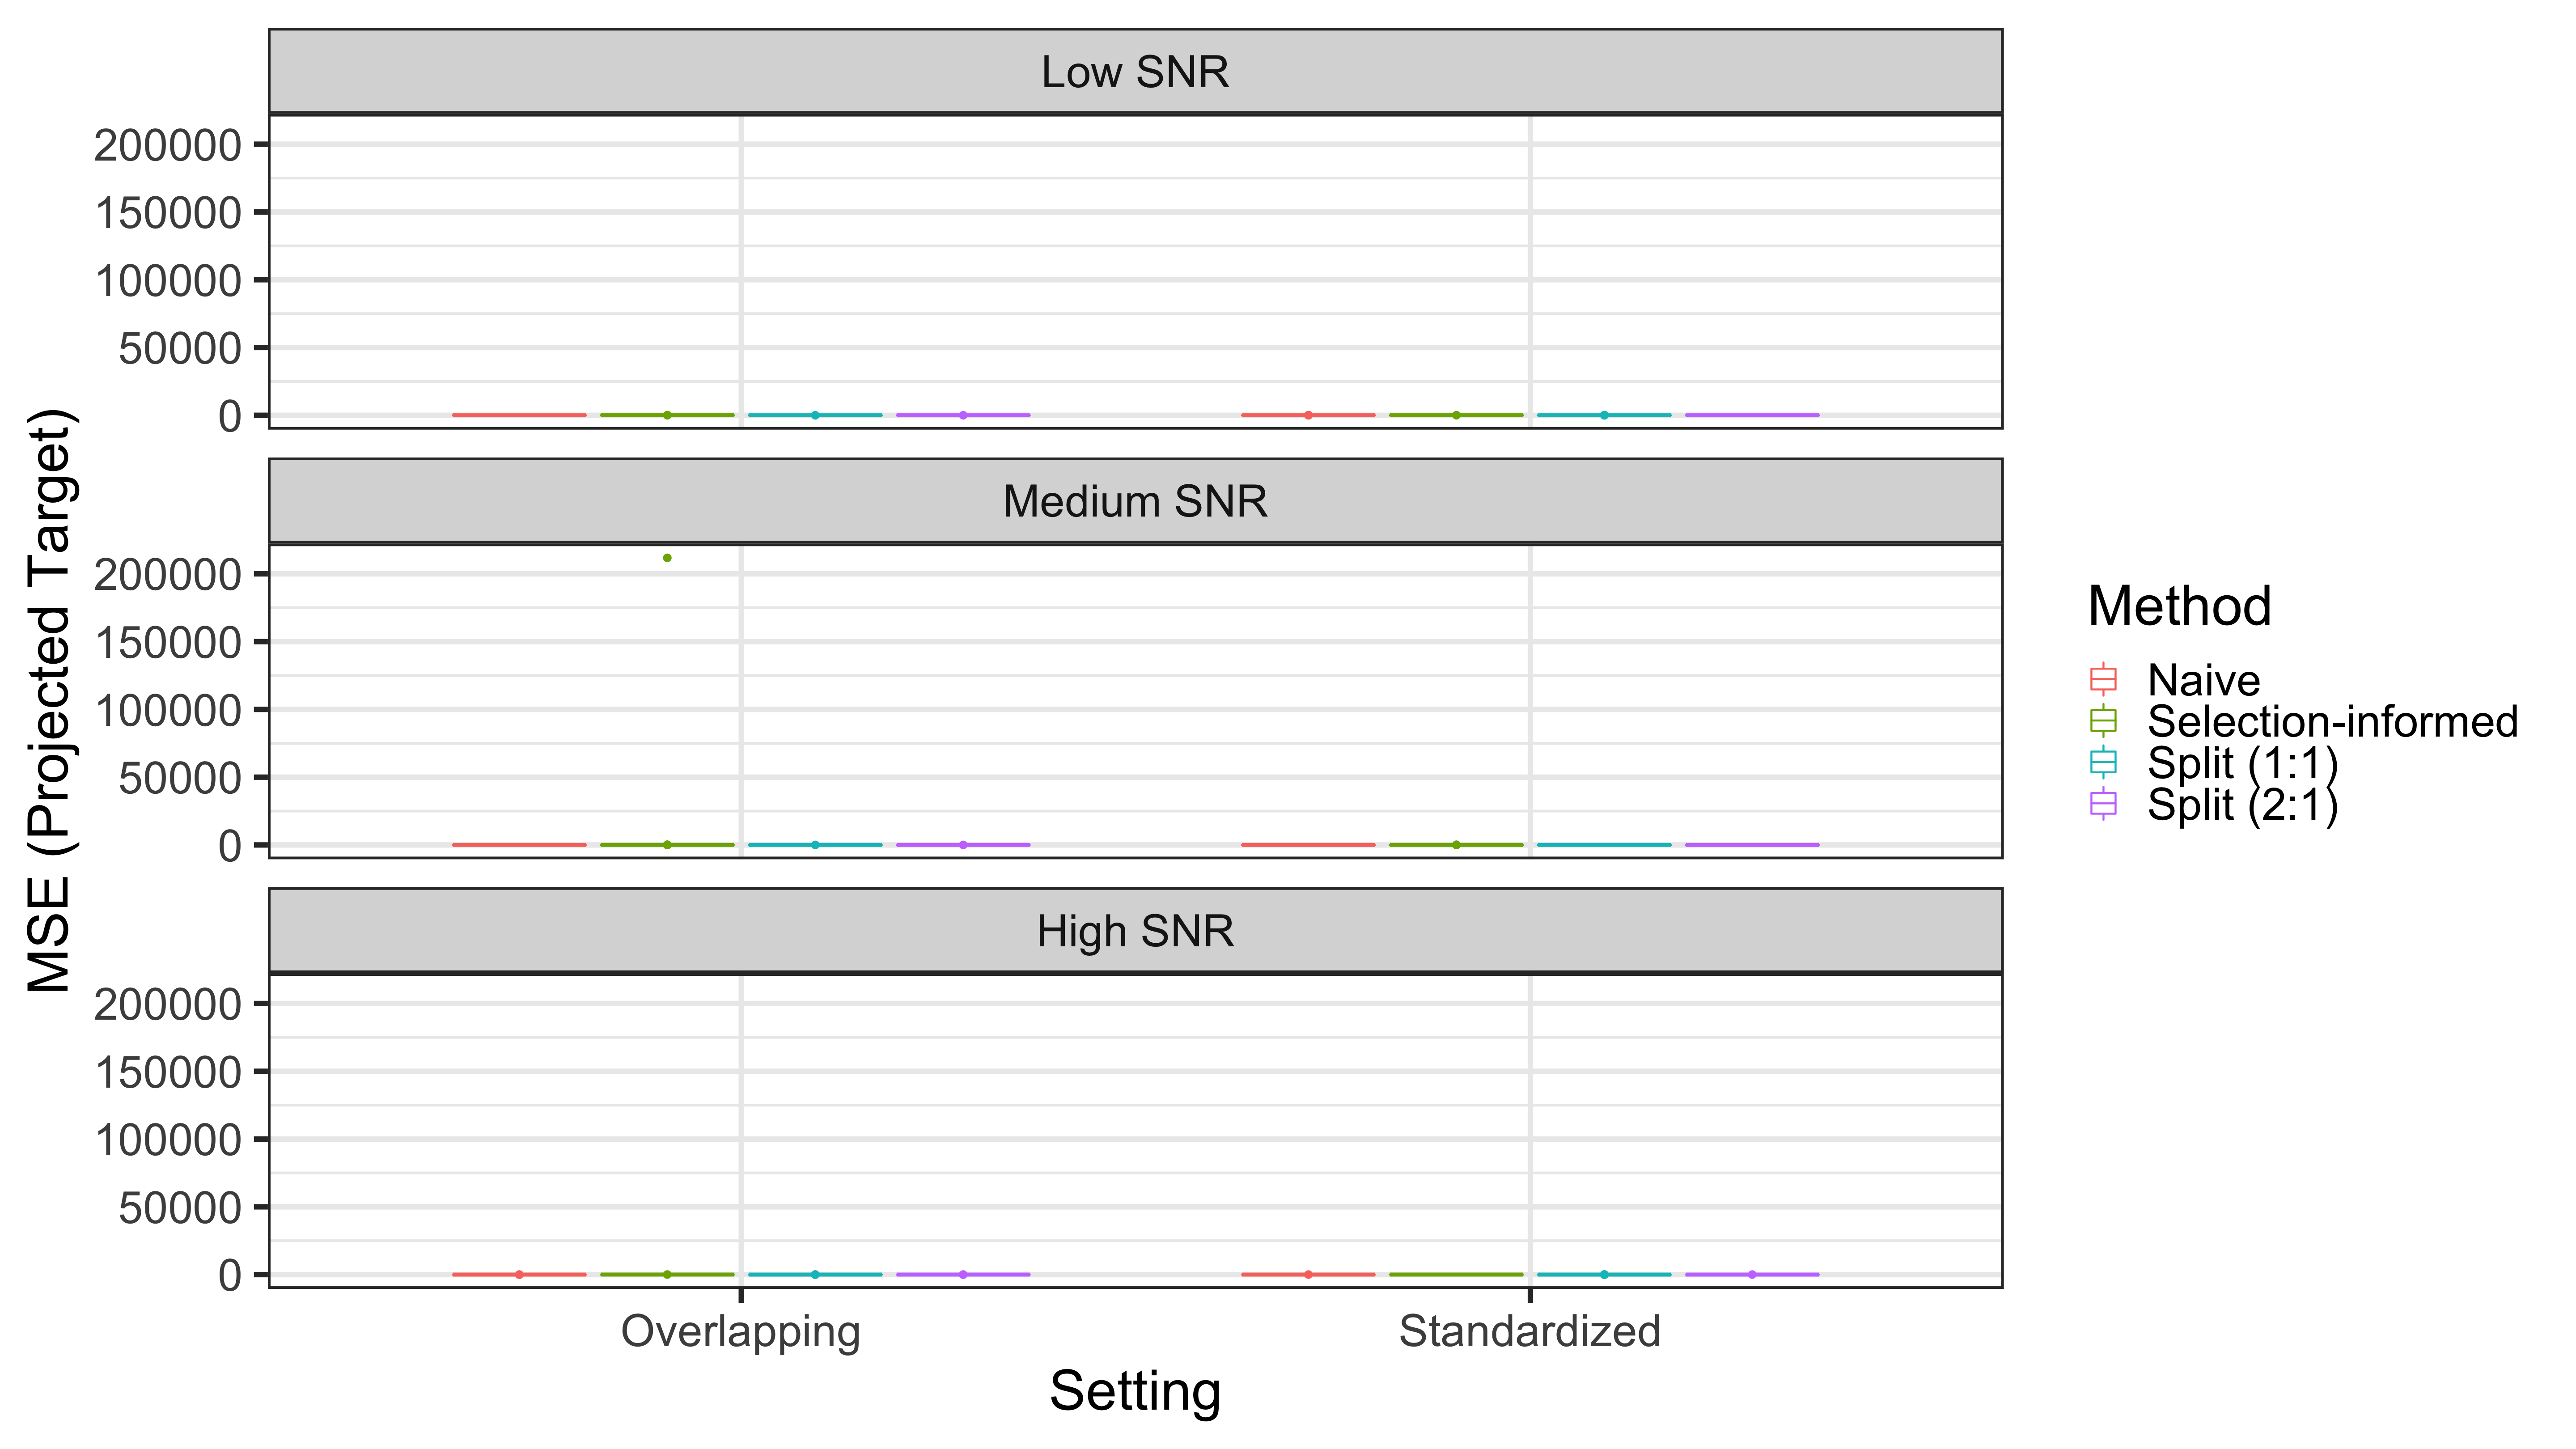 Low SNR
200000
150000
100000
50000
0
Medium SNR
200000
150000
100000
50000
0
High SNR
200000
150000
100000
50000
0
Overlapping
Standardized
Setting
MSE (Projected Target)
Method
Naive
Selection-informed
Split (1:1)
Split (2:1)